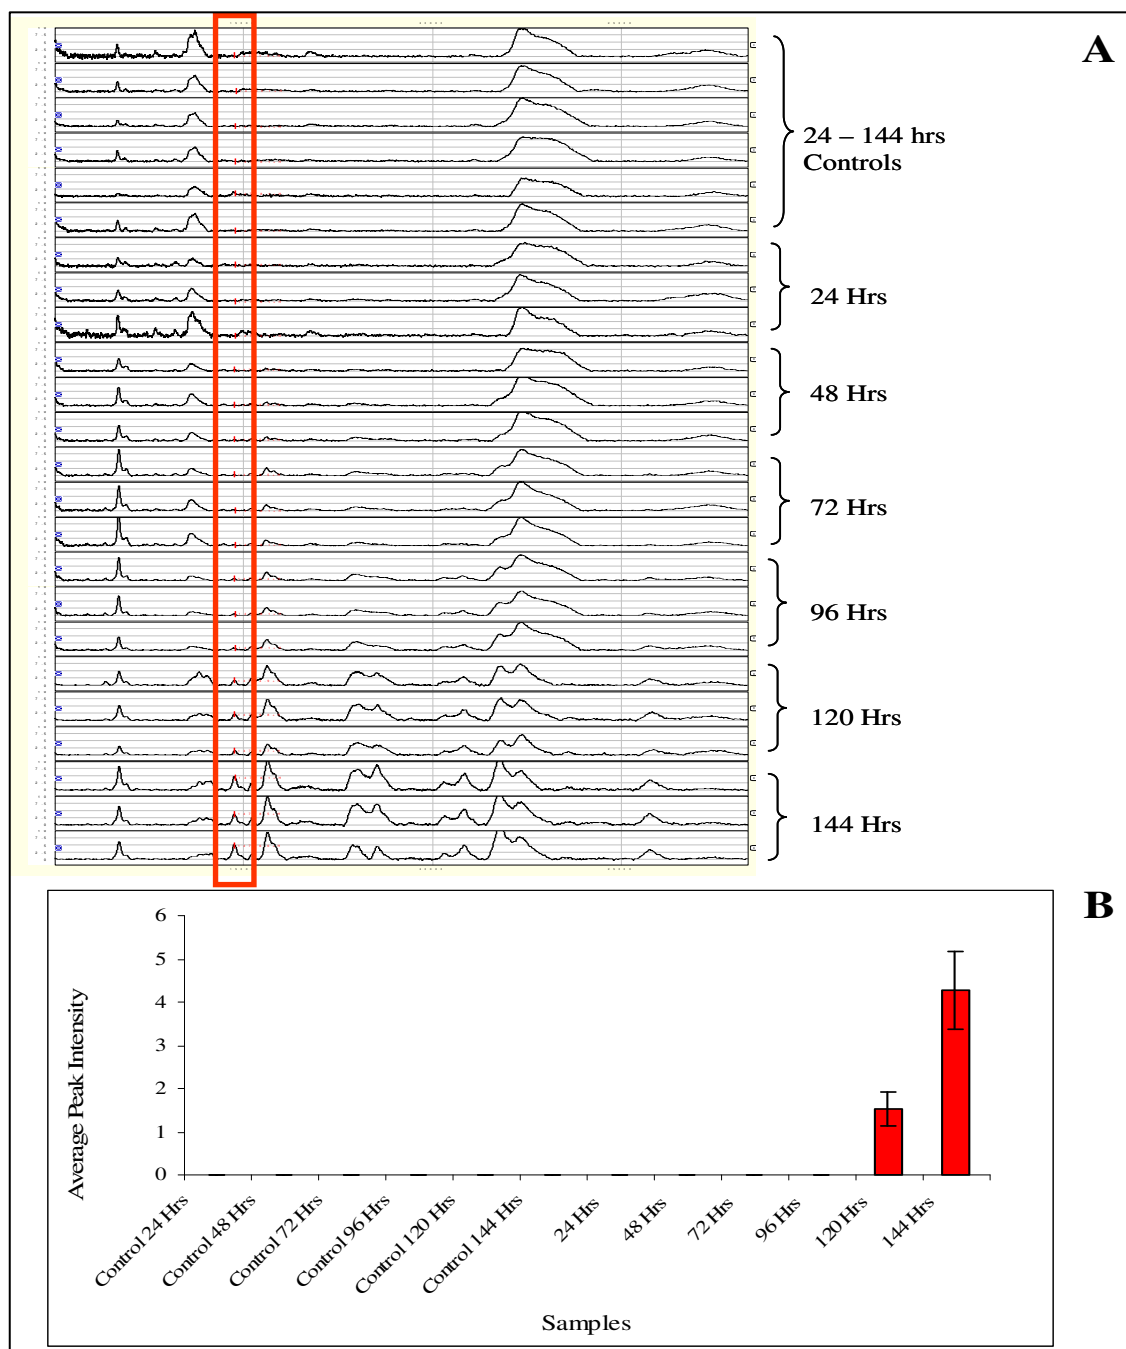 A
24 – 144 hrs
Controls
24 Hrs
48 Hrs
72 Hrs
96 Hrs
120 Hrs
144 Hrs
B
6
5
4
3
2
1
0
Average Peak Intensity
Control 24 Hrs
Control 48 Hrs
Control 72 Hrs
Control 96 Hrs
Control 120 Hrs
Control 144 Hrs
24 Hrs
48 Hrs
72 Hrs
96 Hrs
120 Hrs
144 Hrs
Samples